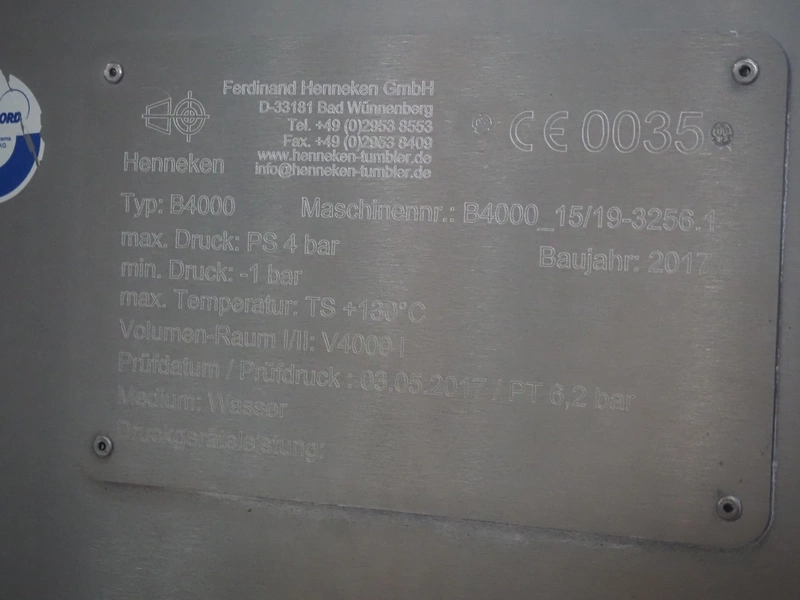 ORD
Ferdinand Henneken GmbH
D-33181 Bad Wünnenberg
Tel. +49 (0)2953 8553
Fax. +49 (0)2953 8409
www.henneken-tumbler.de
info@henneken-tumbler.de
Henneken
CE 0035
Typ: B4000 Maschinennr.: B4000_15/19-3256.1
max. Druck: PS 4 bar
Baujahr: 2017
min. Druck: -1 bar
max. Temperatur: TS +130°C
Volumen-Raum I/II: V4000 l
Prüfdatum / Prüfdruck : 03.05.2017 / PT 6,2 bar
Medium: Wasser
Druckgeräteleistung: